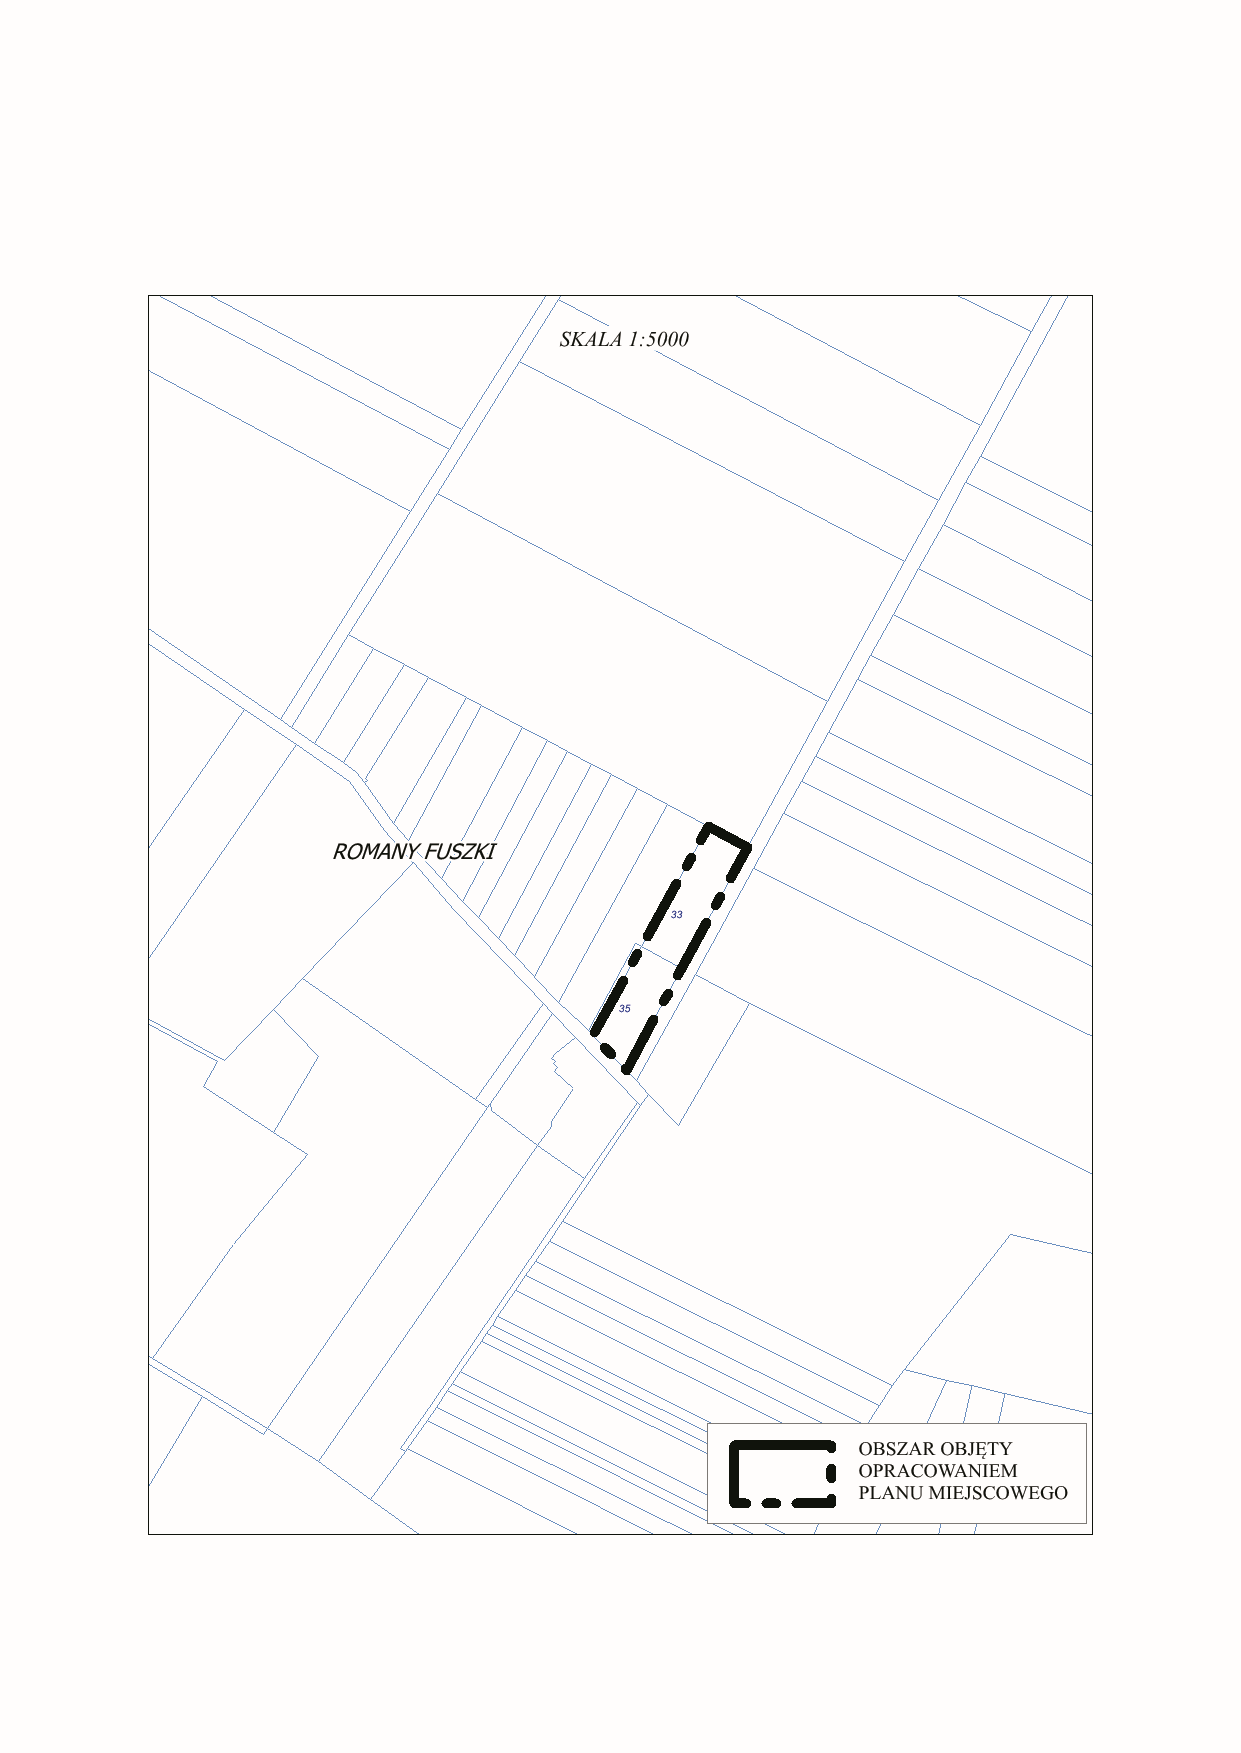 SKALA 1:5000
ROMANY FUSZKI
33
35
OBSZAR OBJĘTY
OPRACOWANIEM
PLANU MIEJSCOWEGO